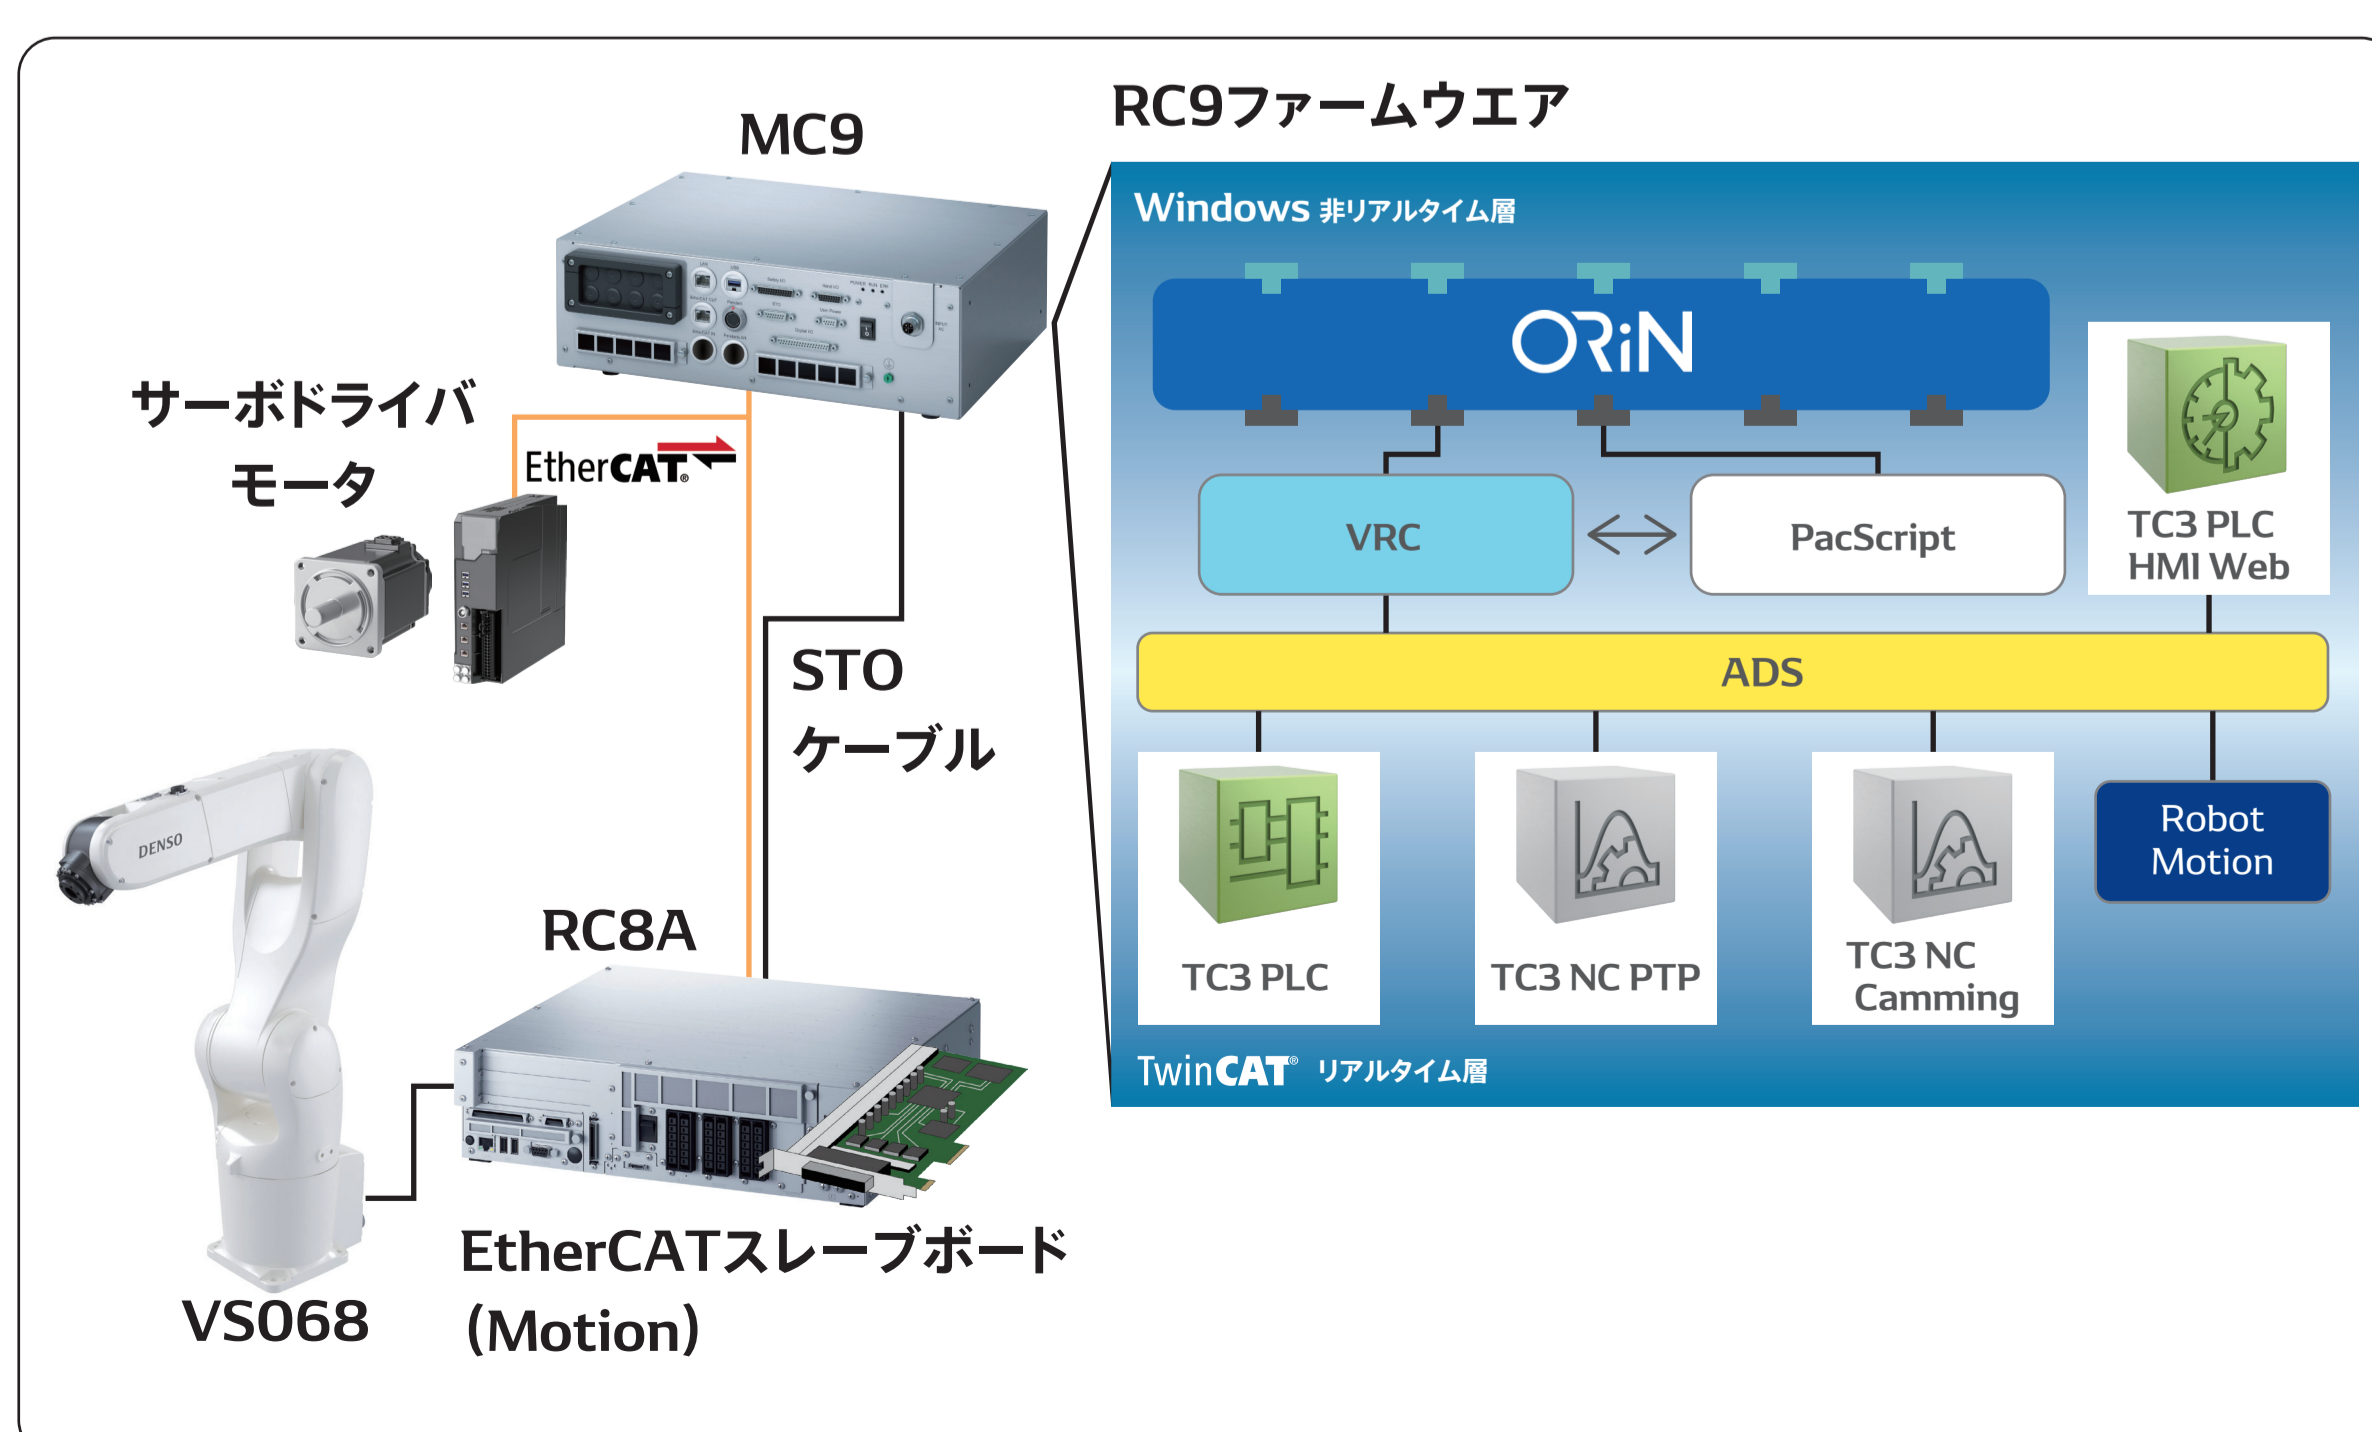 RC9ファームウエア
MC9
Windows 非リアルタイム層
ORiN
サーボドライバ
モータ
EtherCAT®
VRC
PacScript
TC3 PLC
HMI Web
ADS
STO
ケーブル
DENSO
TC3 PLC
TC3 NC PTP
TC3 NC
Camming
Robot
Motion
TwinCAT® リアルタイム層
RC8A
EtherCATスレーブボード
(Motion)
VS068